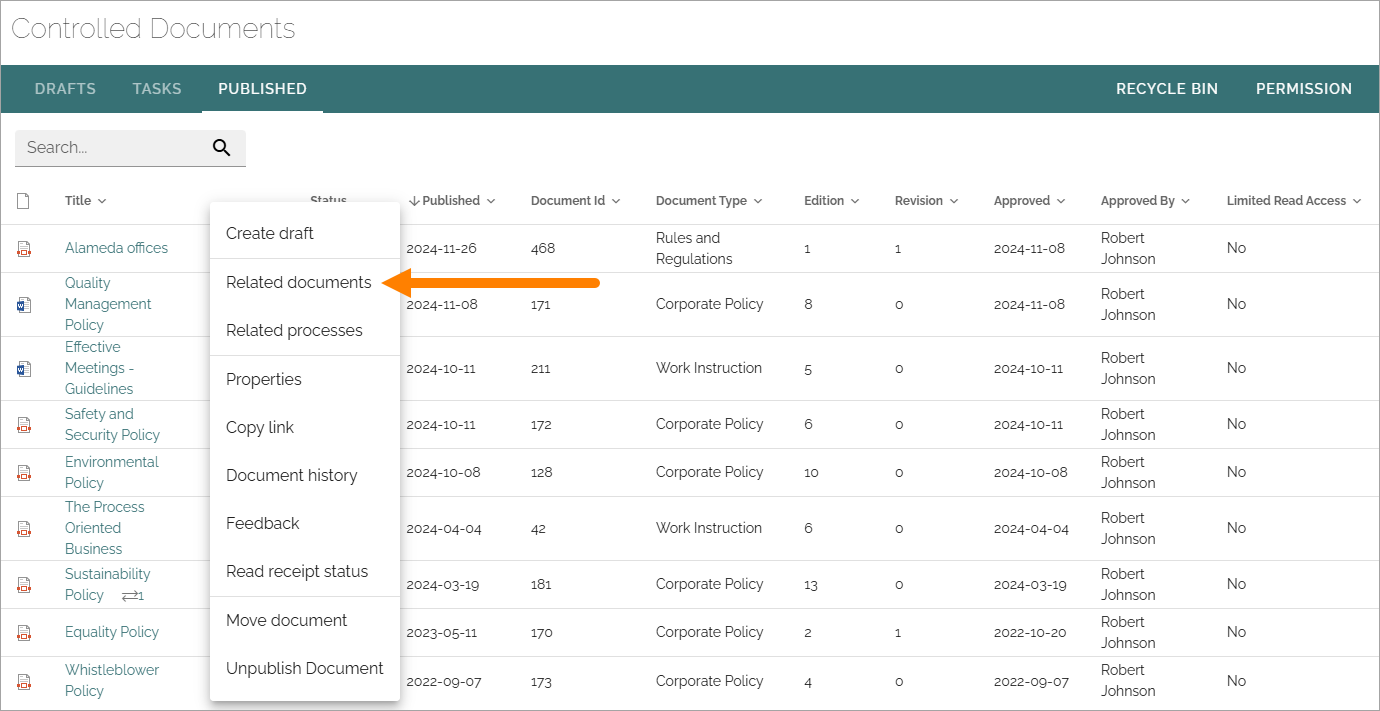 Controlled Documents
DRAFTS TASKS PUBLISHED RECYCLE BIN PERMISSION
Search...
Title Status Published Document Id Document Type Edition Revision Approved Approved By Limited Read Access
Alameda offices 2024-11-26 468 Rules and Regulations 1 1 2024-11-08 Robert Johnson No
Quality Management Policy 2024-11-08 171 Corporate Policy 8 0 2024-11-08 Robert Johnson No
Effective Meetings - Guidelines 2024-10-11 211 Work Instruction 5 0 2024-10-11 Robert Johnson No
Safety and Security Policy 2024-10-11 172 Corporate Policy 6 0 2024-10-11 Robert Johnson No
Environmental Policy 2024-10-08 128 Corporate Policy 10 0 2024-10-08 Robert Johnson No
The Process Oriented Business 2024-04-04 42 Work Instruction 6 0 2024-04-04 Robert Johnson No
Sustainability Policy 1 2024-03-19 181 Corporate Policy 13 0 2024-03-19 Robert Johnson No
Equality Policy 2023-05-11 170 Corporate Policy 2 1 2022-10-20 Robert Johnson No
Whistleblower Policy 2022-09-07 173 Corporate Policy 4 0 2022-09-07 Robert Johnson No
Create draft
Related documents
Related processes
Properties
Copy link
Document history
Feedback
Read receipt status
Move document
Unpublish Document